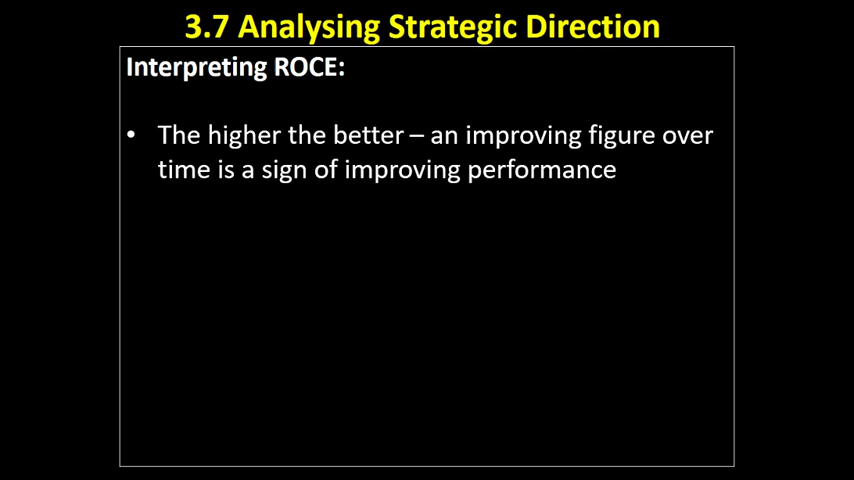 3.7 Analysing Strategic Direction
Interpreting ROCE:
• The higher the better – an improving figure over
time is a sign of improving performance